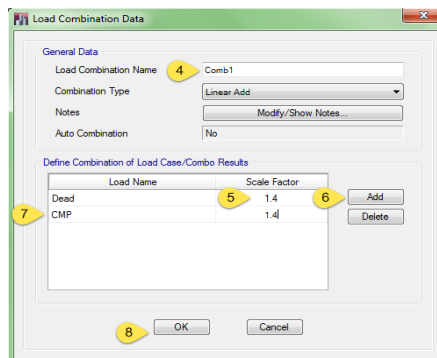 Load Combination Data
General Data
Load Combination Name 4 Comb1
Combination Type Linear Add
Notes Modify/Show Notes...
Auto Combination No
Define Combination of Load Case/Combo Results
Load Name Scale Factor
Dead 5 1.4 6 Add
7 CMP 1.4 Delete
8 OK Cancel